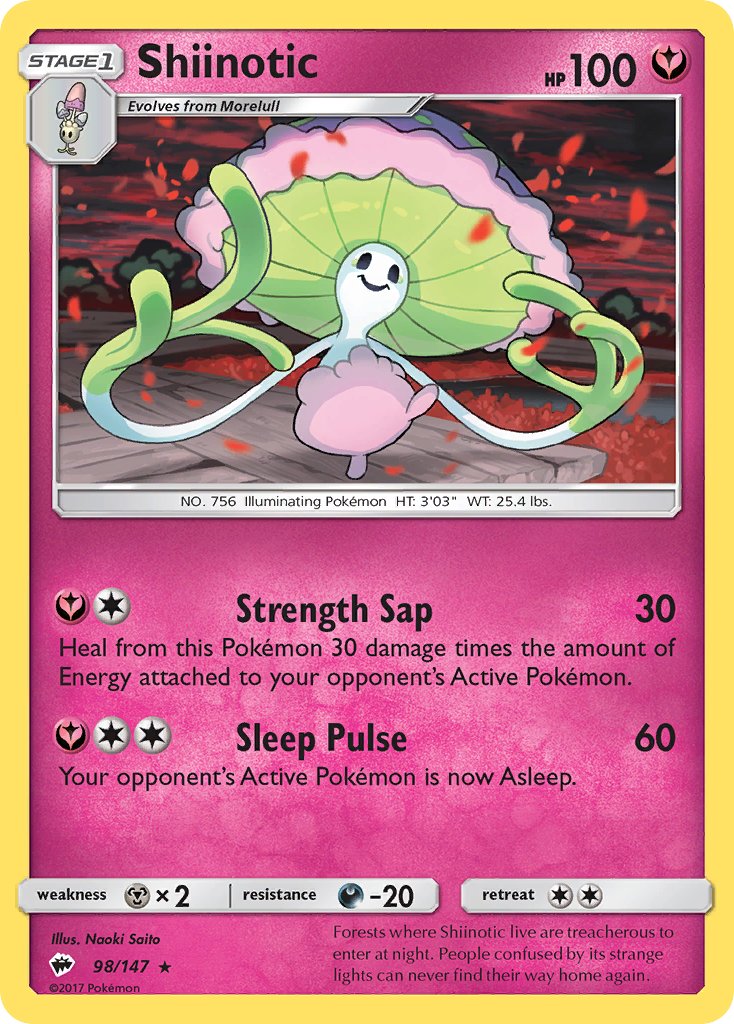 STAGE1
Shiinotic
HP 100
Evolves from Morelull
NO. 756 Illuminating Pokémon HT: 3'03" WT: 25.4 lbs.
Strength Sap 30
Heal from this Pokémon 30 damage times the amount of
Energy attached to your opponent's Active Pokémon.
Sleep Pulse 60
Your opponent's Active Pokémon is now Asleep.
weakness ×2 resistance -20 retreat
Illus. Naoki Saito
98/147 ★
©2017 Pokémon
Forests where Shiinotic live are treacherous to
enter at night. People confused by its strange
lights can never find their way home again.